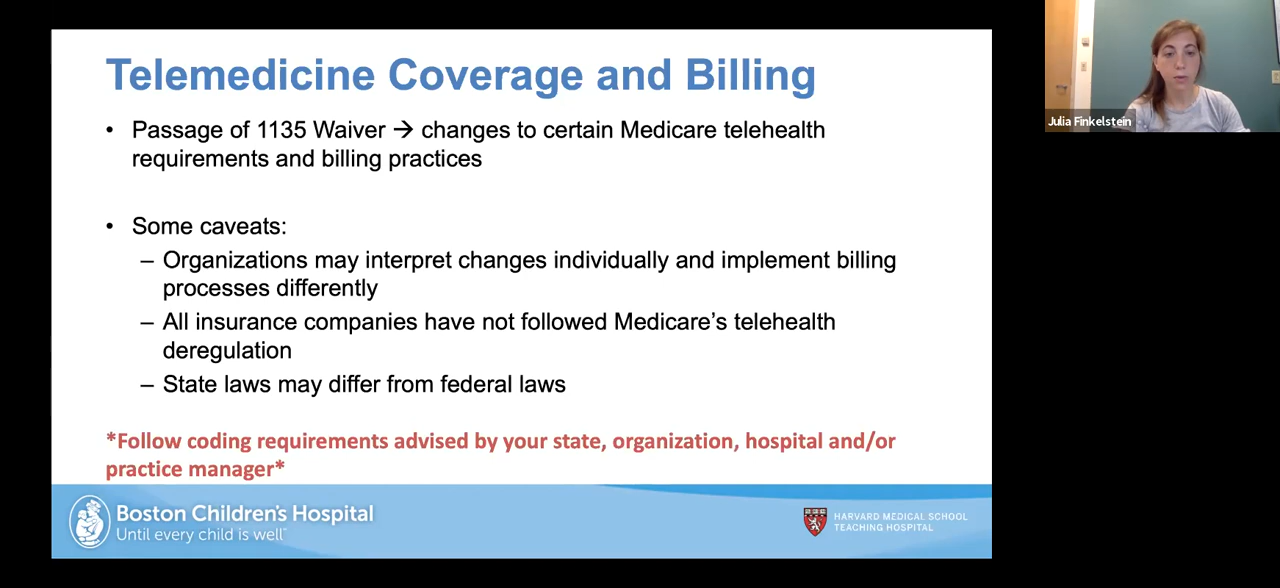 Telemedicine Coverage and Billing
• Passage of 1135 Waiver → changes to certain Medicare telehealth
requirements and billing practices
• Some caveats:
– Organizations may interpret changes individually and implement billing
processes differently
– All insurance companies have not followed Medicare's telehealth
deregulation
– State laws may differ from federal laws
*Follow coding requirements advised by your state, organization, hospital and/or
practice manager*
Boston Children's Hospital
Until every child is well™
HARVARD MEDICAL SCHOOL
TEACHING HOSPITAL
Julia Finkelstein